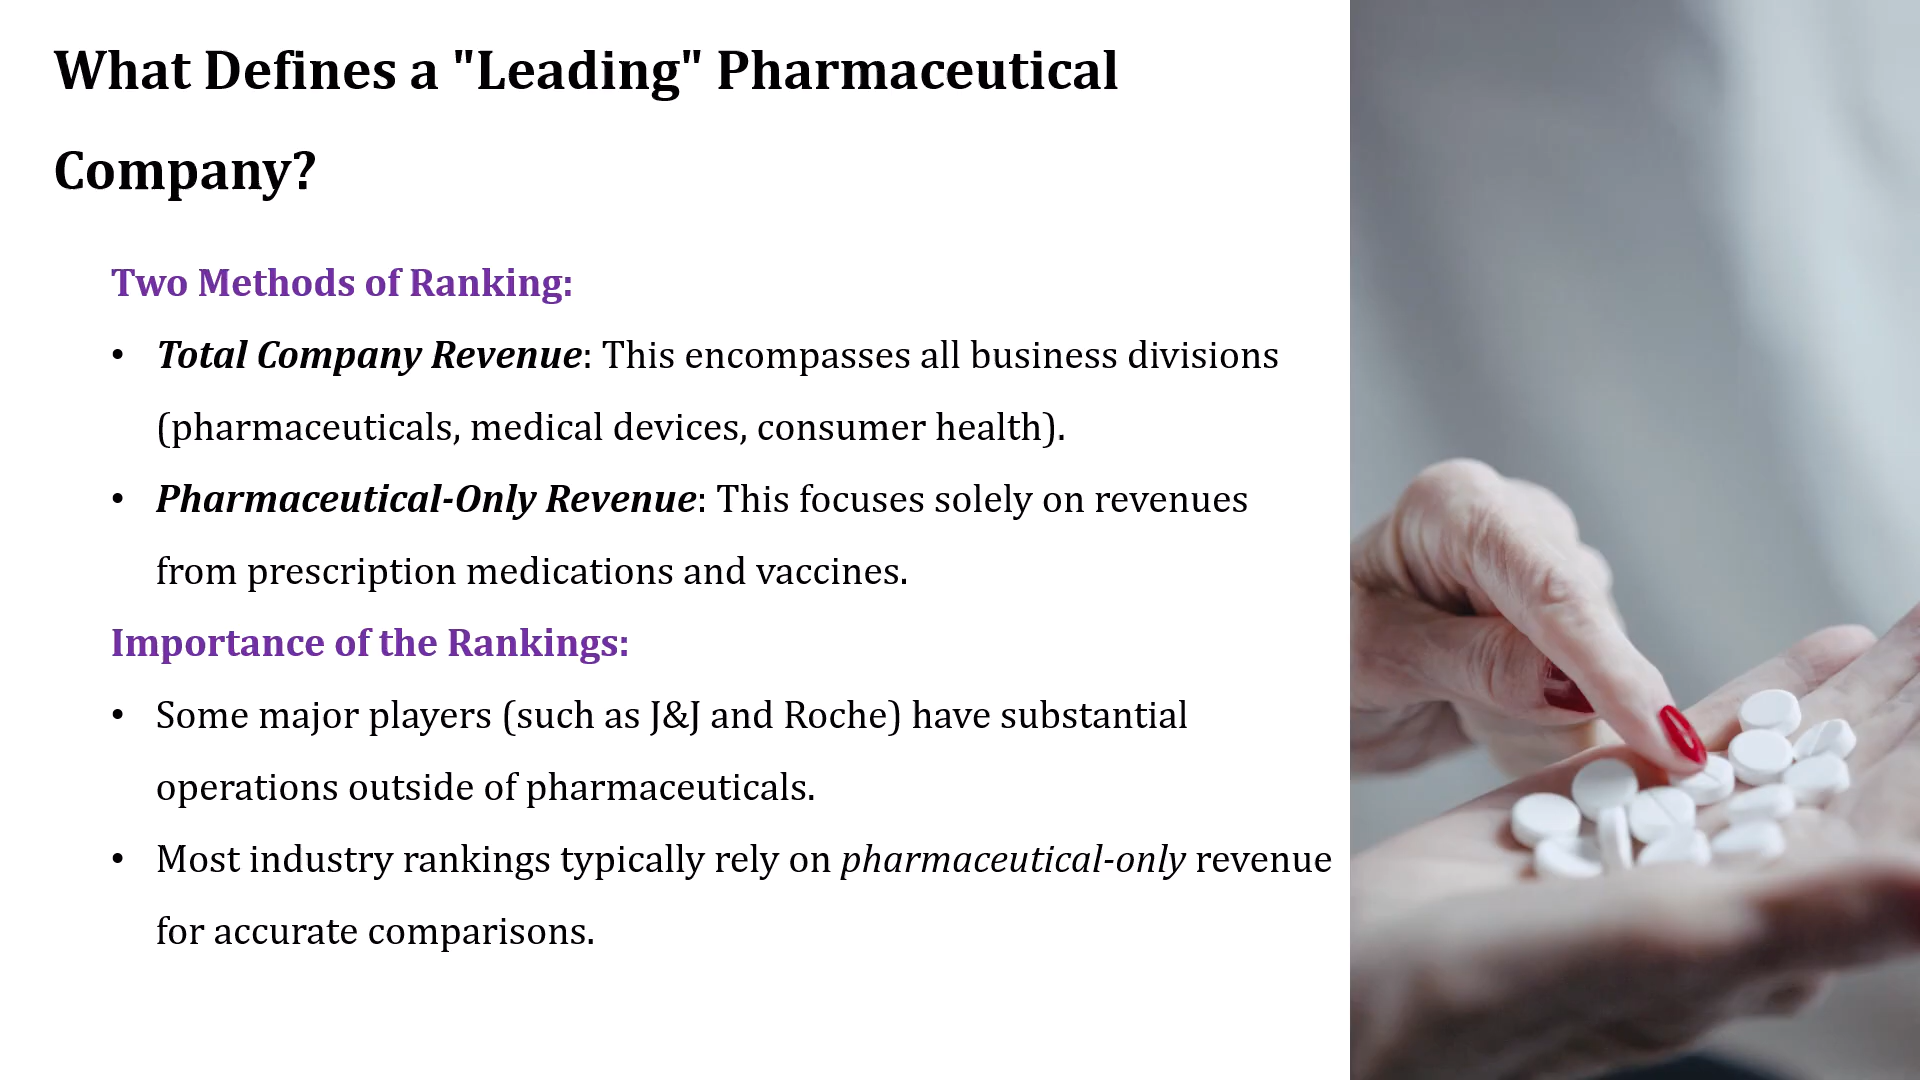 What Defines a "Leading" Pharmaceutical
Company?
Two Methods of Ranking:
• Total Company Revenue: This encompasses all business divisions
(pharmaceuticals, medical devices, consumer health).
• Pharmaceutical-Only Revenue: This focuses solely on revenues
from prescription medications and vaccines.
Importance of the Rankings:
• Some major players (such as J&J and Roche) have substantial
operations outside of pharmaceuticals.
• Most industry rankings typically rely on pharmaceutical-only revenue
for accurate comparisons.